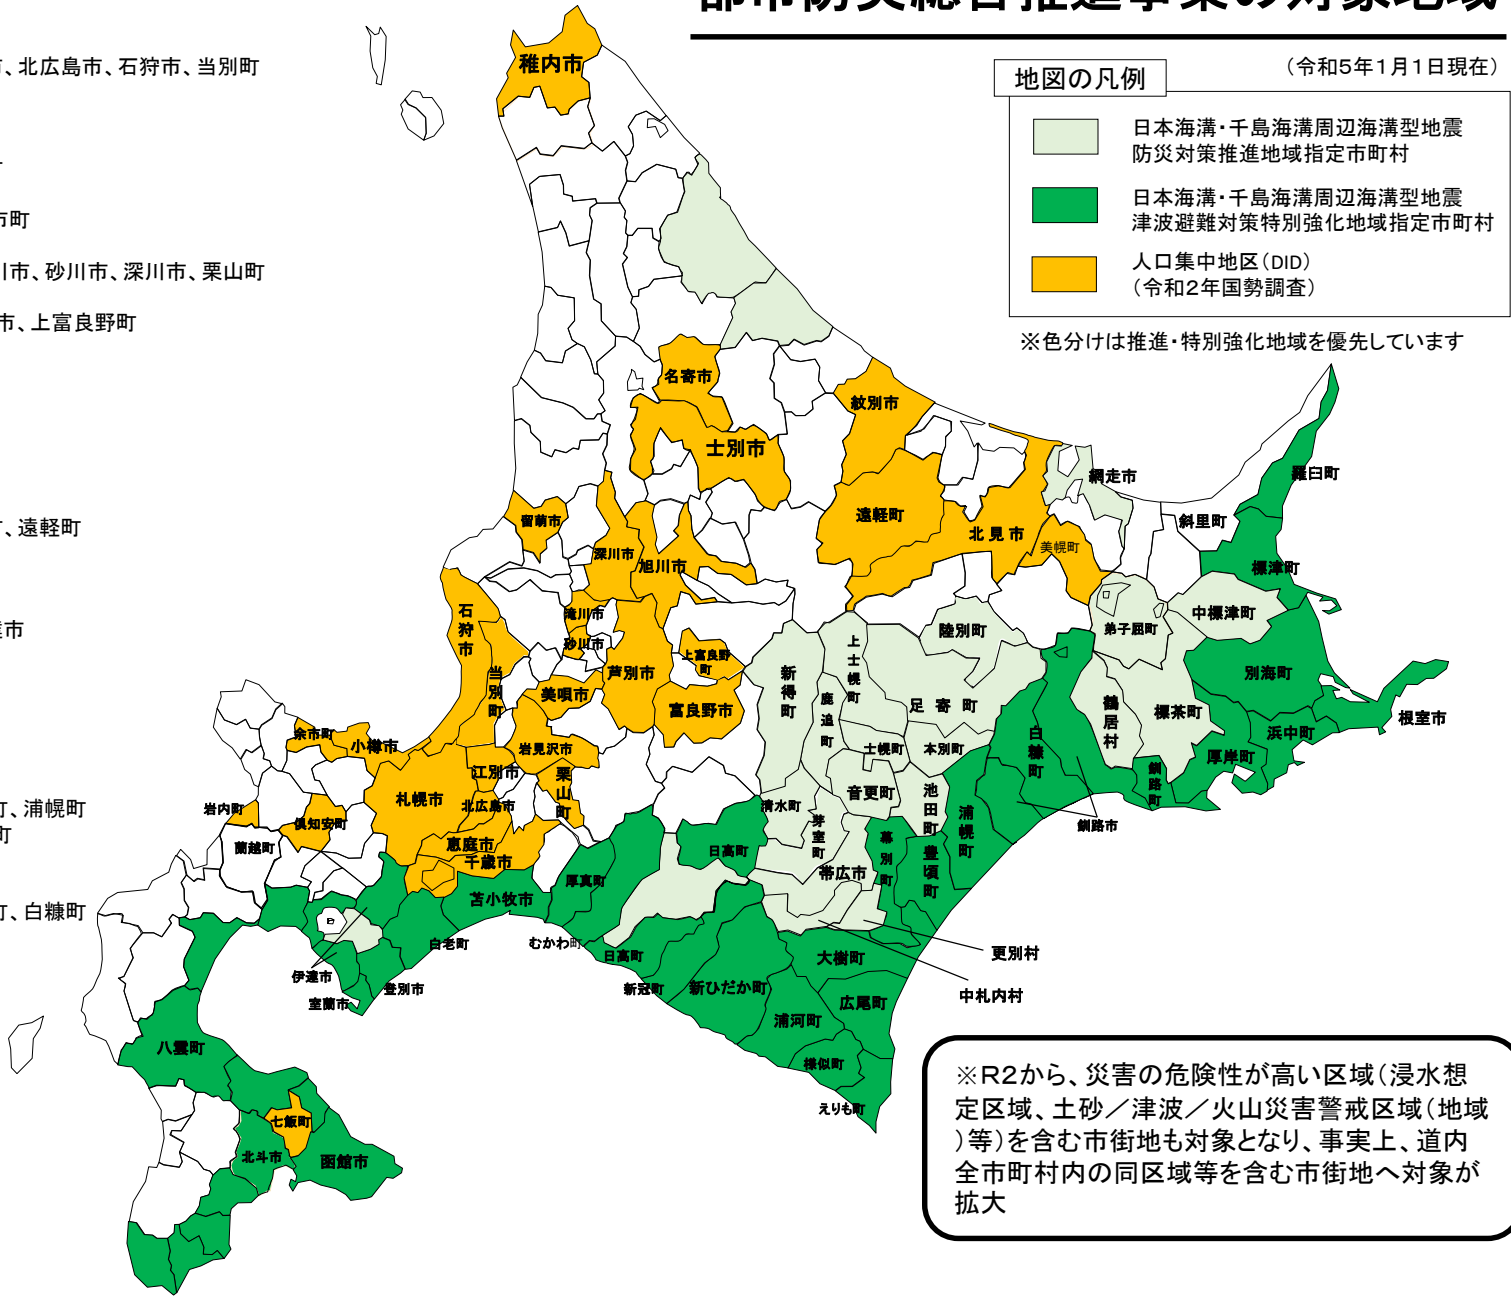 都市防災総合推進事業の対象地域
（令和5年1月1日現在）
地図の凡例
日本海溝・千島海溝周辺海溝型地震
防災対策推進地域指定市町村
日本海溝・千島海溝周辺海溝型地震
津波避難対策特別強化地域指定市町村
人口集中地区（DID）
（令和2年国勢調査）
※色分けは推進・特別強化地域を優先しています
、北広島市、石狩市、当別町
市町
川市、砂川市、深川市、栗山町
市、上富良野町
、遠軽町
市
町、浦幌町
町
町、白糠町
稚内市
名寄市
紋別市
士別市
網走市
羅臼町
留萌市
遠軽町
北見市
斜里町
深川市
旭川市
美幌町
標津町
石狩市
滝川市
砂川市
上富良野町
芦別市
当別町
美唄市
富良野市
新得町
上士幌町
鹿追町
陸別町
足寄町
弟子屈町
中標津町
別海町
鶴居村
標茶町
根室市
浜中町
厚岸町
釧路町
白糠町
釧路市
余市町
小樽市
岩見沢市
江別市
栗山町
士幌町
本別町
岩内町
倶知安町
札幌市
北広島市
清水町
音更町
池田町
浦幌町
蘭越町
恵庭市
千歳市
日高町
芽室町
幕別町
豊頃町
帯広市
厚真町
苫小牧市
白老町
むかわ町
日高町
大樹町
更別村
伊達市
登別市
室蘭市
新冠町
新ひだか町
広尾町
中札内村
浦河町
八雲町
様似町
えりも町
七飯町
北斗市
函館市
※R2から、災害の危険性が高い区域（浸水想
定区域、土砂／津波／火山災害警戒区域（地域
）等）を含む市街地も対象となり、事実上、道内
全市町村内の同区域等を含む市街地へ対象が
拡大